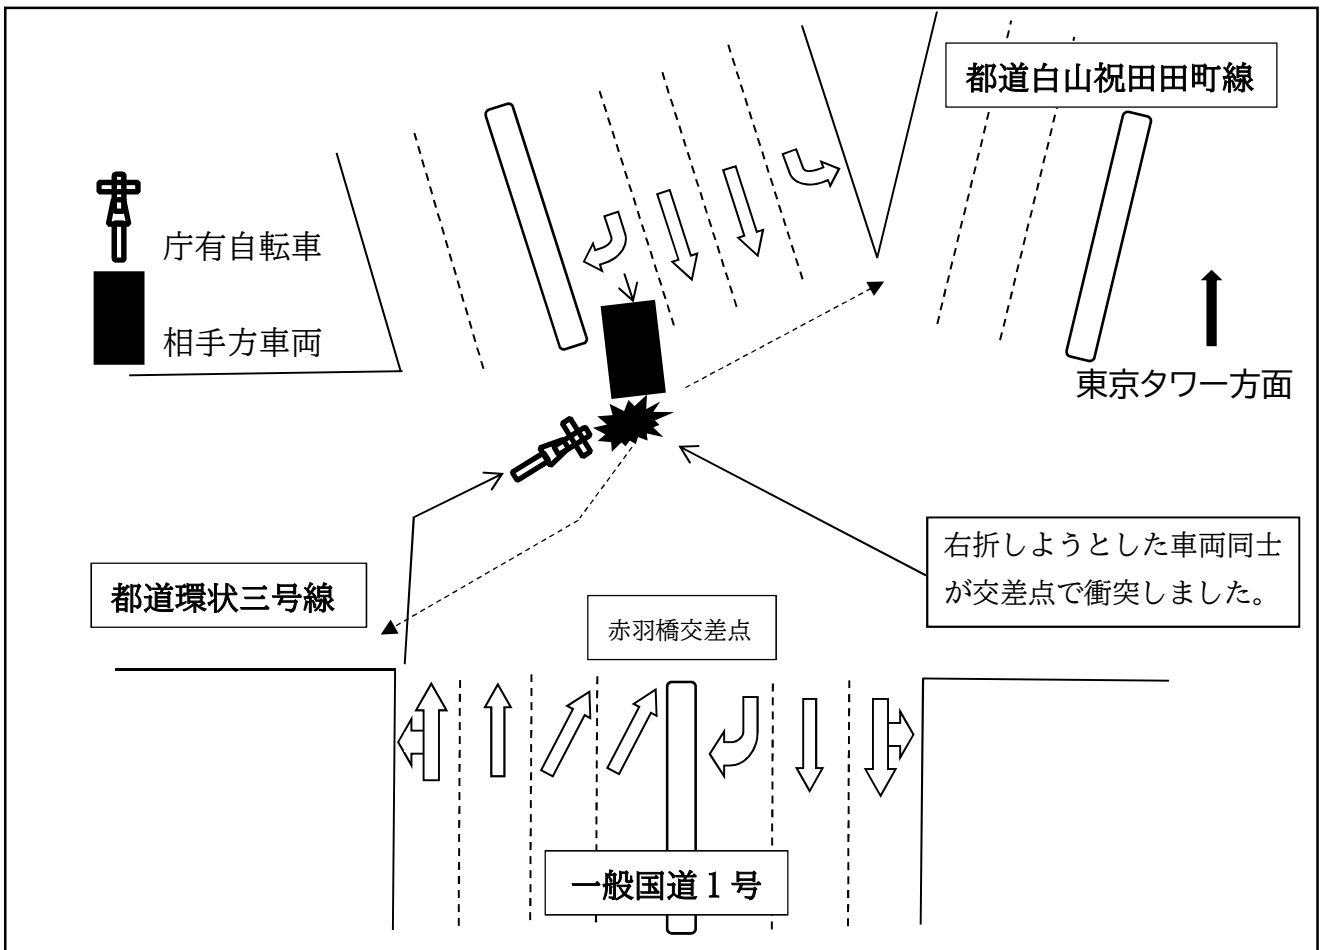 都道白山祝田田町線
庁有自転車
相手方車両
東京タワー方面
右折しようとした車両同士
が交差点で衝突しました。
都道環状三号線
赤羽橋交差点
一般国道1号